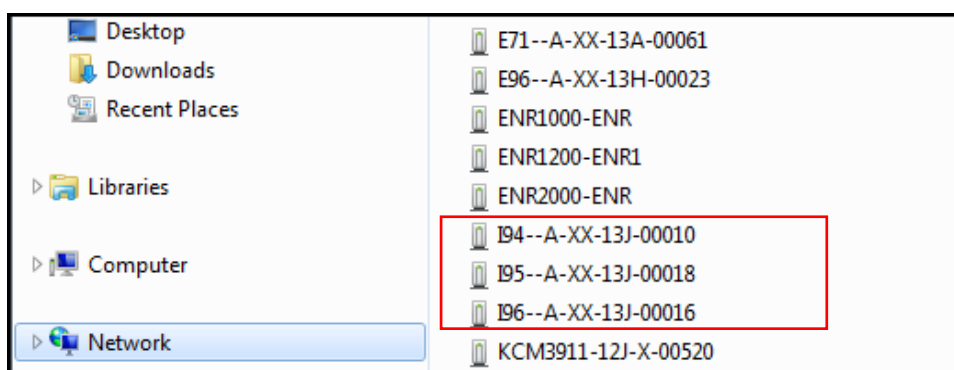 Desktop
Downloads
Recent Places
Libraries
Computer
Network
E71--A-XX-13A-00061
E96--A-XX-13H-00023
ENR1000-ENR
ENR1200-ENR1
ENR2000-ENR
I94--A-XX-13J-00010
I95--A-XX-13J-00018
I96--A-XX-13J-00016
KCM3911-12J-X-00520